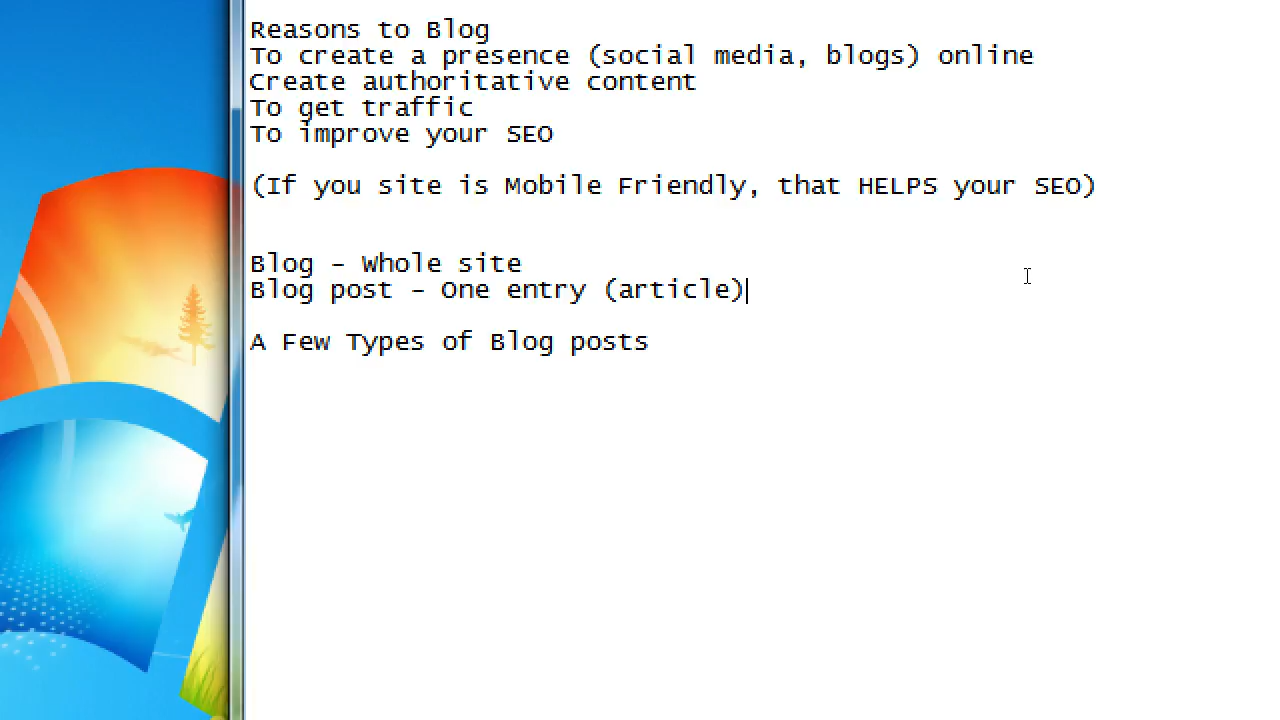 Reasons to Blog
To create a presence (social media, blogs) online
Create authoritative content
To get traffic
To improve your SEO
(If you site is Mobile Friendly, that HELPS your SEO)
Blog – Whole site
Blog post – One entry (article)
A Few Types of Blog posts